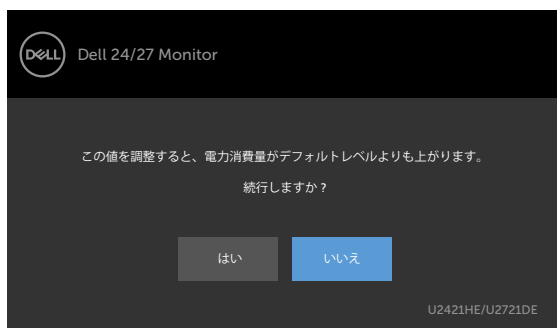 DELL
Dell 24/27 Monitor
この値を調整すると、電力消費量がデフォルトレベルよりも上がります。
続行しますか?
はい
いいえ
U2421HE/U2721DE